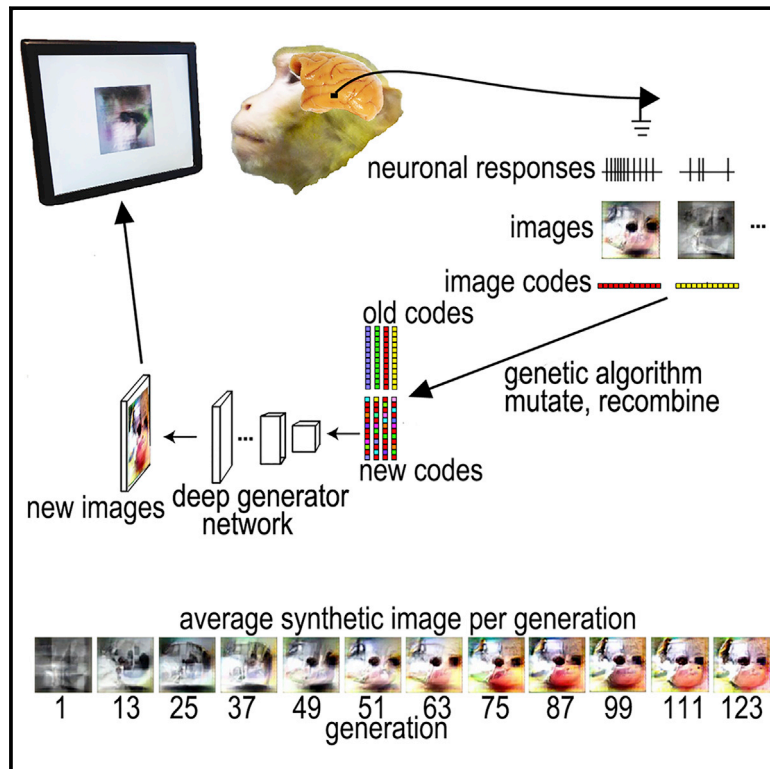 neuronal responses
images
...
image codes
old codes
genetic algorithm
mutate, recombine
...
new codes
deep generator
network
new images
average synthetic image per generation
1 13 25 37 49 51 63 75 87 99 111 123
generation